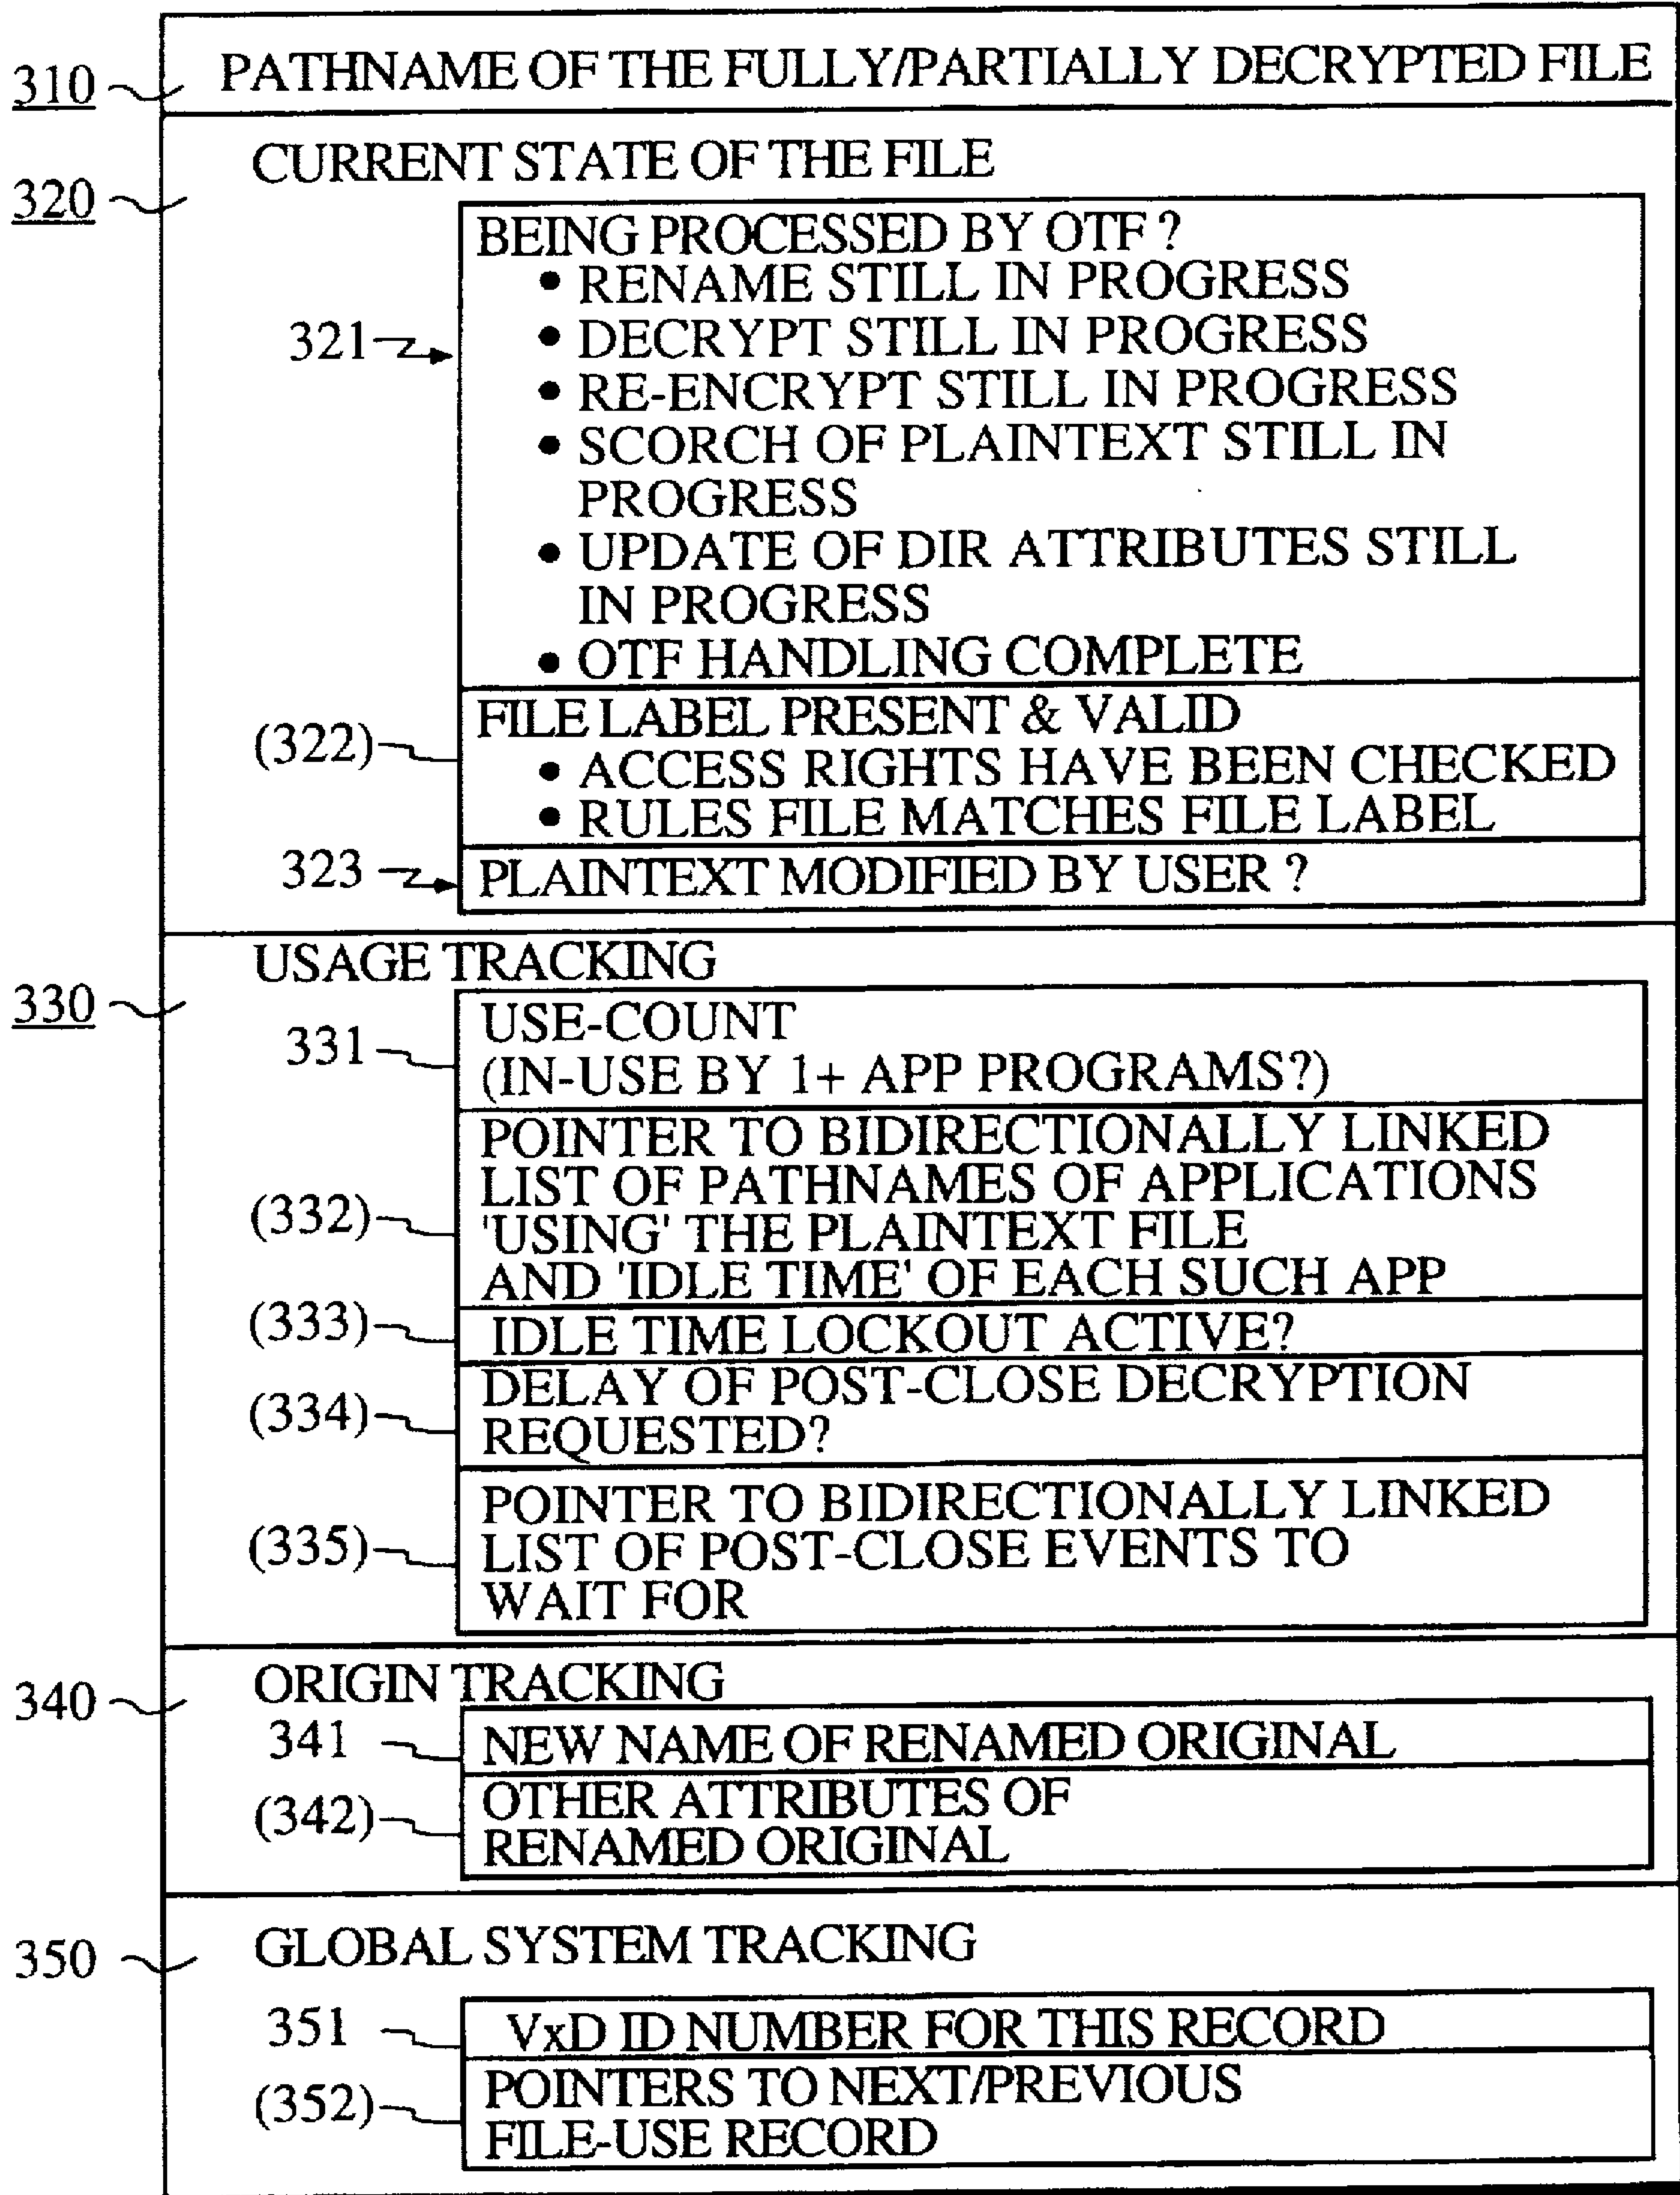 310 PATHNAME OF THE FULLY/PARTIALLY DECRYPTED FILE
CURRENT STATE OF THE FILE
320
BEING PROCESSED BY OTF ?
• RENAME STILL IN PROGRESS
321 • DECRYPT STILL IN PROGRESS
• RE-ENCRYPT STILL IN PROGRESS
• SCORCH OF PLAINTEXT STILL IN
PROGRESS
• UPDATE OF DIR ATTRIBUTES STILL
IN PROGRESS
• OTF HANDLING COMPLETE
FILE LABEL PRESENT & VALID
(322) • ACCESS RIGHTS HAVE BEEN CHECKED
• RULES FILE MATCHES FILE LABEL
323 PLAINTEXT MODIFIED BY USER ?
USAGE TRACKING
330
USE-COUNT
331
(IN-USE BY 1+ APP PROGRAMS?)
POINTER TO BIDIRECTIONALLY LINKED
LIST OF PATHNAMES OF APPLICATIONS
(332) 'USING' THE PLAINTEXT FILE
AND 'IDLE TIME' OF EACH SUCH APP
(333) IDLE TIME LOCKOUT ACTIVE?
DELAY OF POST-CLOSE DECRYPTION
(334) REQUESTED?
POINTER TO BIDIRECTIONALLY LINKED
(335) LIST OF POST-CLOSE EVENTS TO
WAIT FOR
ORIGIN TRACKING
340
341 NEW NAME OF RENAMED ORIGINAL
OTHER ATTRIBUTES OF
(342) RENAMED ORIGINAL
350 GLOBAL SYSTEM TRACKING
351 VxD ID NUMBER FOR THIS RECORD
POINTERS TO NEXT/PREVIOUS
(352) FILE-USE RECORD